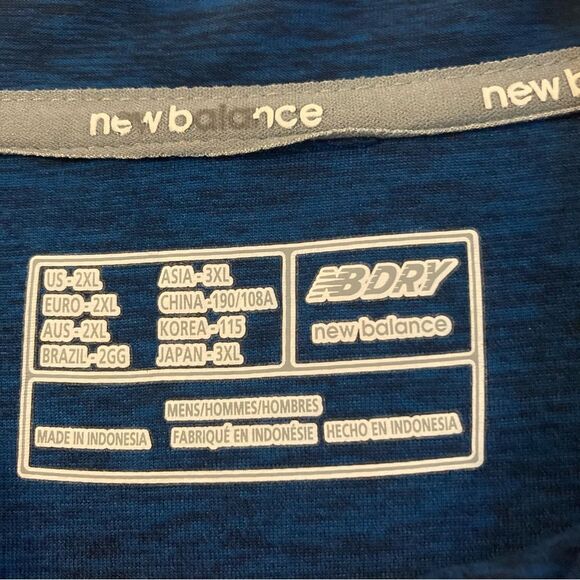 new balance
new b
US-2XL
EURO-2XL
AUS-2XL
BRAZIL-2GG
ASIA-3XL
CHINA-190/108A
KOREA-115
JAPAN-3XL
NB DRY
new balance
MENS/HOMMES/HOMBRES
MADE IN INDONESIA
FABRIQUÉ EN INDONÉSIE
HECHO EN INDONESIA